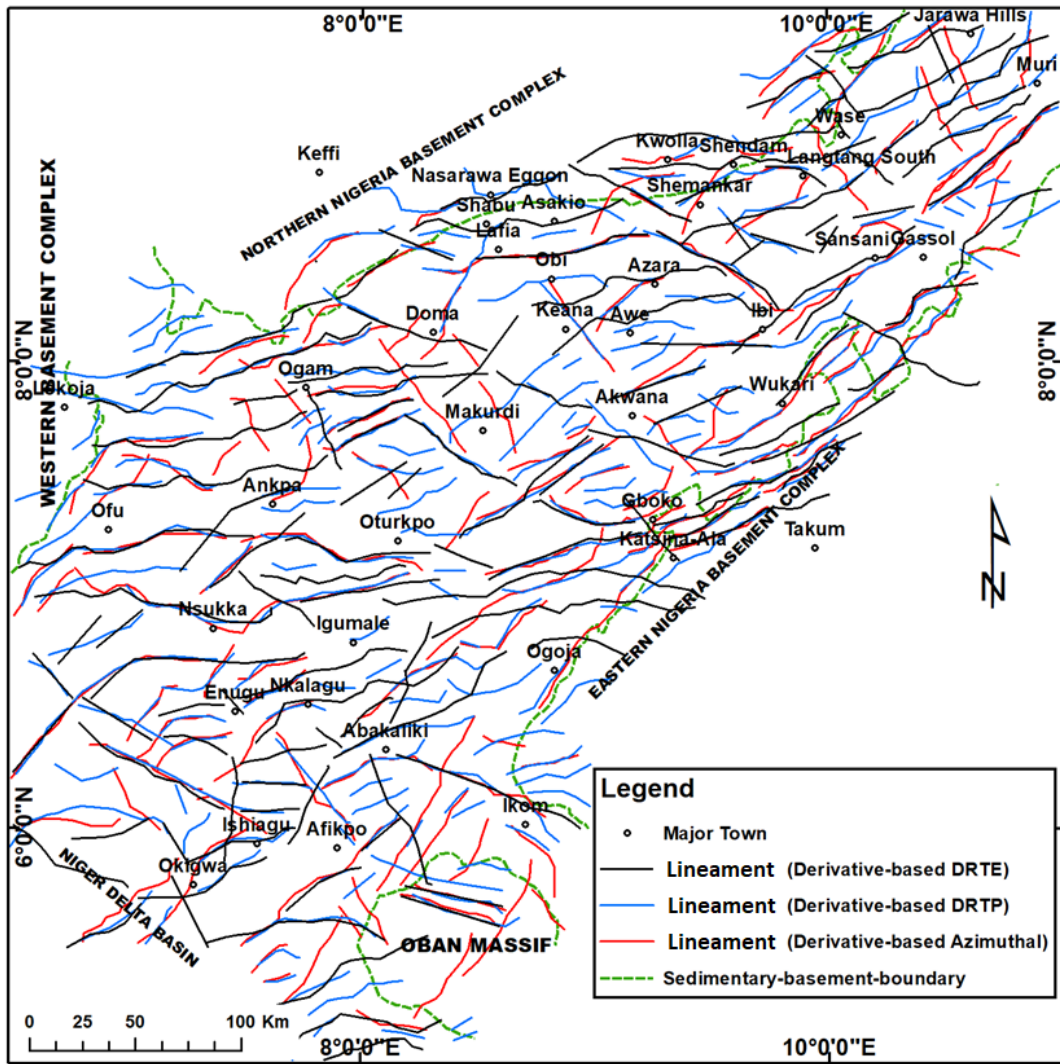 8°0'0"E
10°0'0"E
Jarawa Hills
Muri
Wase
NORTHERN NIGERIA BASEMENT COMPLEX
Keffi
Kwolla
Shendam
Langtang South
Nasarawa Eggon
Shemankar
Shabu
Asakio
Lafia
Sansani
Gassol
WESTERN BASEMENT COMPLEX
Obi
Azara
Doma
Keana
Awe
Ibi
8°0'0"N
8°0'0"N
Lokoja
Ogam
Wukari
Makurdi
Akwana
Ankpa
Gboko
Ofu
Oturkpo
Katsina-Ala
Takum
EASTERN NIGERIA BASEMENT COMPLEX
N
Nsukka
Igumale
Ogoja
Enugu
Nkalagu
Abakaliki
6°0'0"N
Ikom
Ishiagu
Afikpo
Okigwa
NIGER DELTA BASIN
OBAN MASSIF
Legend
Major Town
Lineament (Derivative-based DRTE)
Lineament (Derivative-based DRTP)
Lineament (Derivative-based Azimuthal)
Sedimentary-basement-boundary
0 25 50 100 Km
8°0'0"E
10°0'0"E